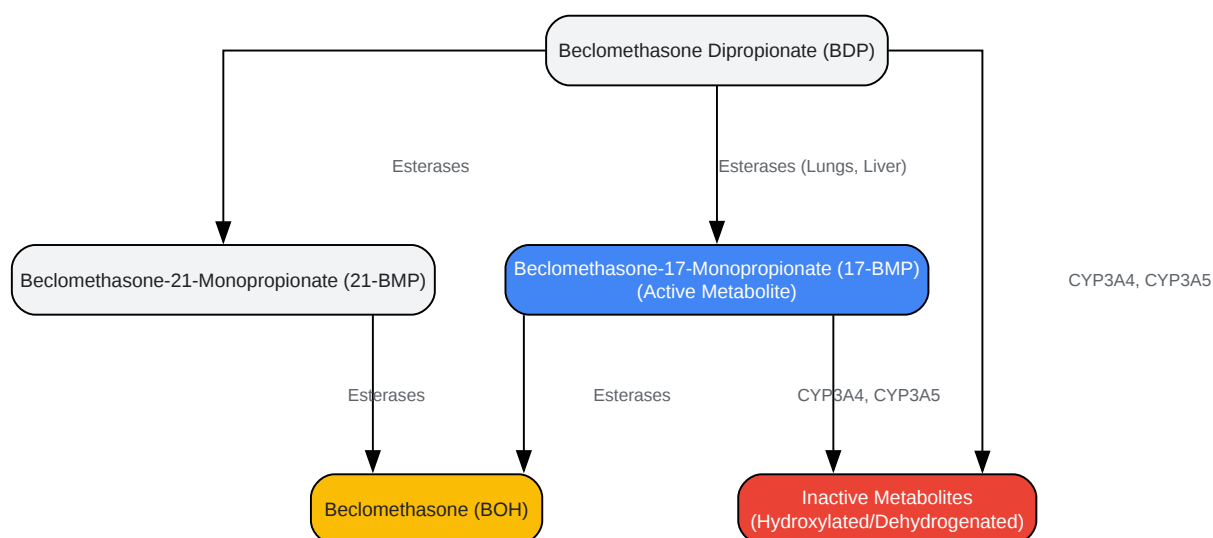 Beclomethasone Dipropionate (BDP)
Esterases
Esterases (Lungs, Liver)
Beclomethasone-21-Monopropionate (21-BMP)
Beclomethasone-17-Monopropionate (17-BMP)
(Active Metabolite)
CYP3A4, CYP3A5
Esterases
Esterases
CYP3A4, CYP3A5
Beclomethasone (BOH)
Inactive Metabolites
(Hydroxylated/Dehydrogenated)